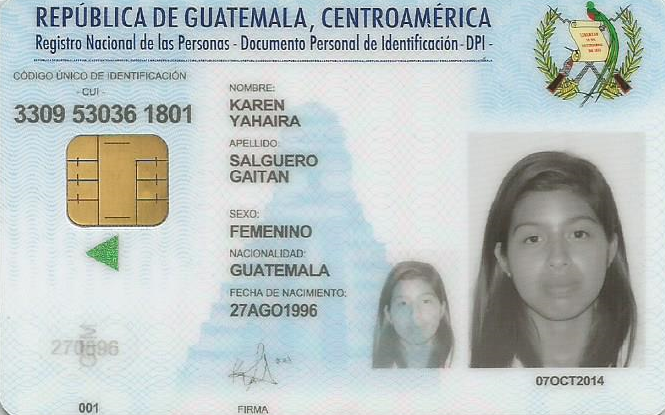 REPÚBLICA DE GUATEMALA, CENTROAMÉRICA
Registro Nacional de las Personas - Documento Personal de Identificación - DPI -
CÓDIGO ÚNICO DE IDENTIFICACIÓN
- CUI -
3309 53036 1801
NOMBRE:
KAREN
YAHAIRA
APELLIDO:
SALGUERO
GAITAN
SEXO:
FEMENINO
NACIONALIDAD:
GUATEMALA
FECHA DE NACIMIENTO:
27AGO1996
07OCT2014
001
FIRMA